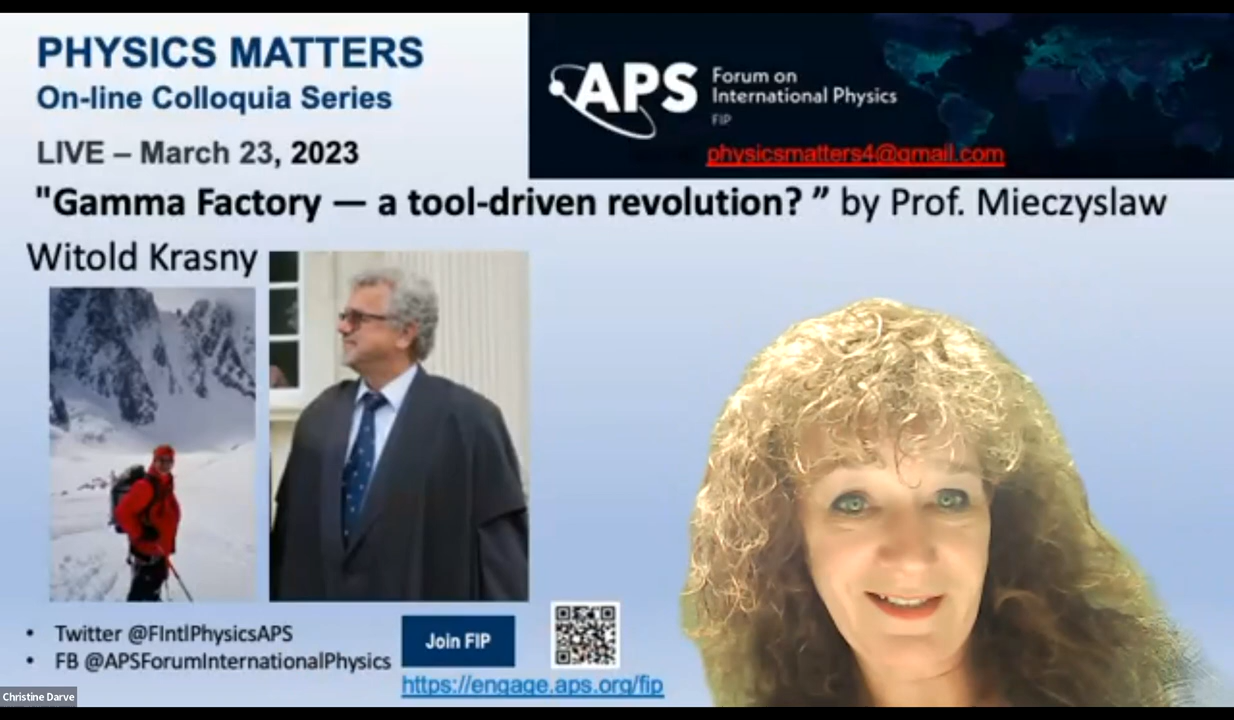 PHYSICS MATTERS
On-line Colloquia Series
LIVE – March 23, 2023
APS
Forum on
International Physics
FIP
physicsmatters4@gmail.com
"Gamma Factory — a tool-driven revolution? ” by Prof. Mieczyslaw
Witold Krasny
• Twitter @FIntlPhysicsAPS
• FB @APSForumInternationalPhysics
Join FIP
https://engage.aps.org/fip
Christine Darve